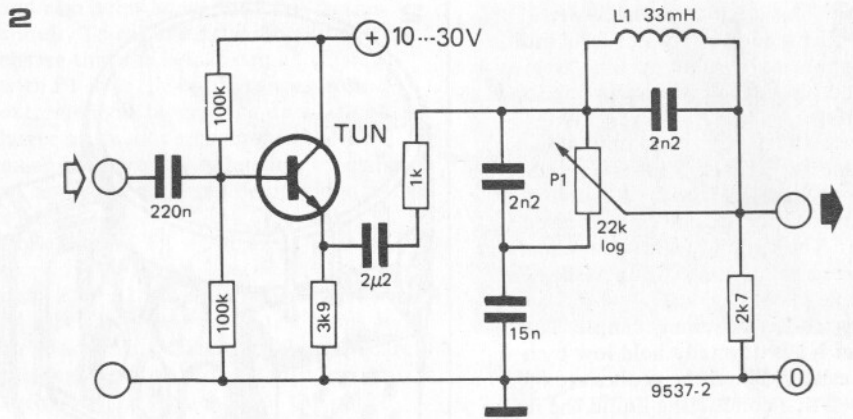 2
L1 33mH
+ 10...30V
100k
TUN
2n2
1k
2n2
P1
220n
22k
log
2µ2
100k
3k9
15n
2k7
9537-2
0